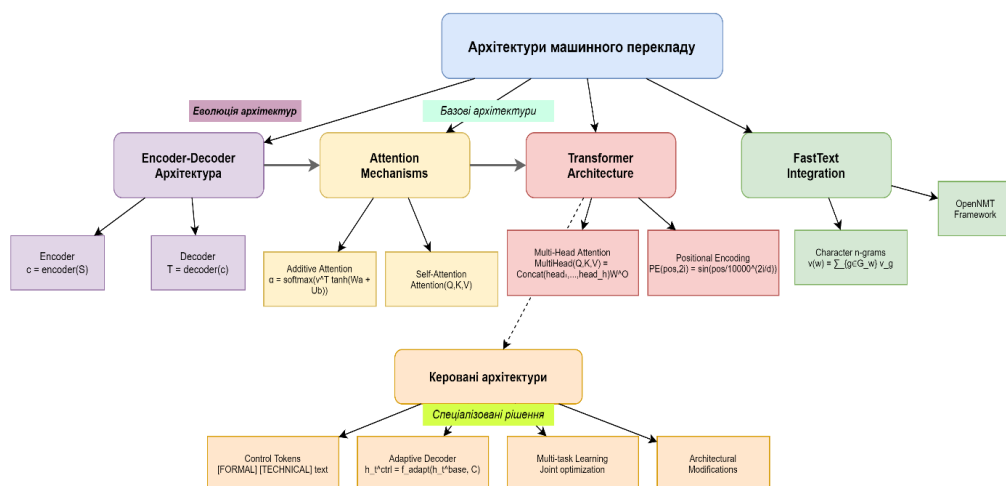 Архітектури машинного перекладу
Еволюція архітектур
Базові архітектури
Encoder-Decoder
Архітектура
Attention
Mechanisms
Transformer
Architecture
FastText
Integration
OpenNMT
Framework
Encoder
c = encoder(S)
Decoder
T = decoder(c)
Additive Attention
α = softmax(v^T tanh(Wa +
Ub))
Self-Attention
Attention(Q,K,V)
Multi-Head Attention
MultiHead(Q,K,V) =
Concat(head₁,...,head_h)W^O
Positional Encoding
PE(pos,2i) = sin(pos/10000^(2i/d))
Character n-grams
v(w) = ∑_{g∈G_w} v_g
Керовані архітектури
Спеціалізовані рішення
Control Tokens
[FORMAL] [TECHNICAL] text
Adaptive Decoder
h_t^ctrl = f_adapt(h_t^base, C)
Multi-task Learning
Joint optimization
Architectural
Modifications